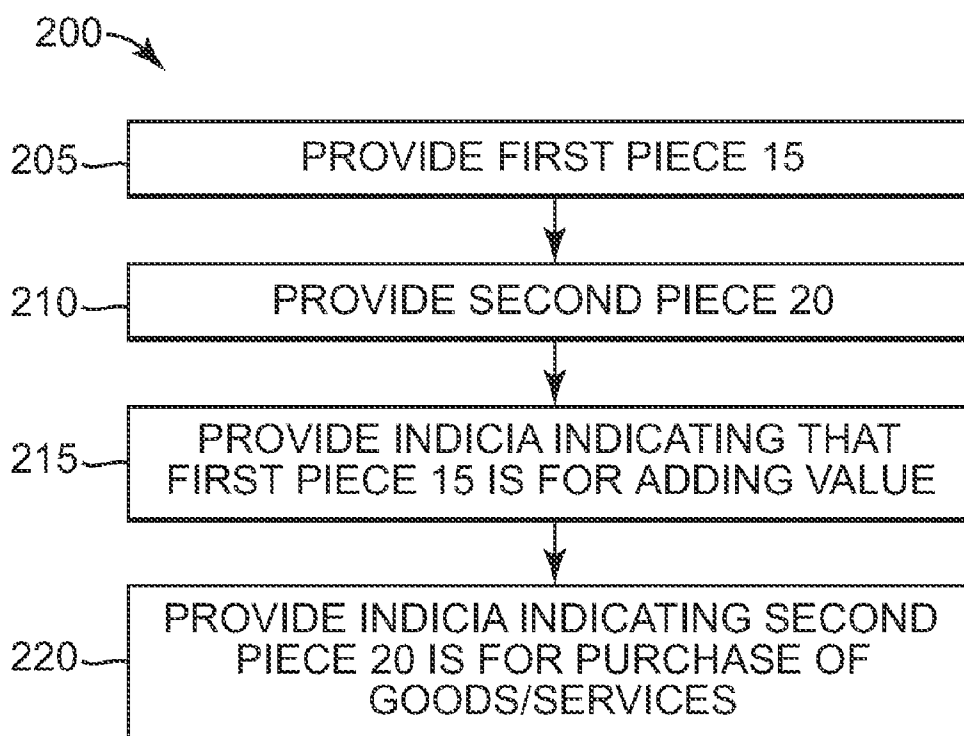 200
205
PROVIDE FIRST PIECE 15
210
PROVIDE SECOND PIECE 20
215
PROVIDE INDICIA INDICATING THAT
FIRST PIECE 15 IS FOR ADDING VALUE
220
PROVIDE INDICIA INDICATING SECOND
PIECE 20 IS FOR PURCHASE OF
GOODS/SERVICES